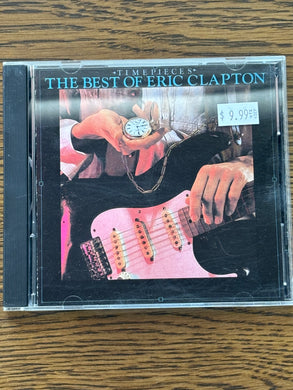 •TIMEPIECES•
THE BEST OF ERIC CLAPTON
$ 9.99